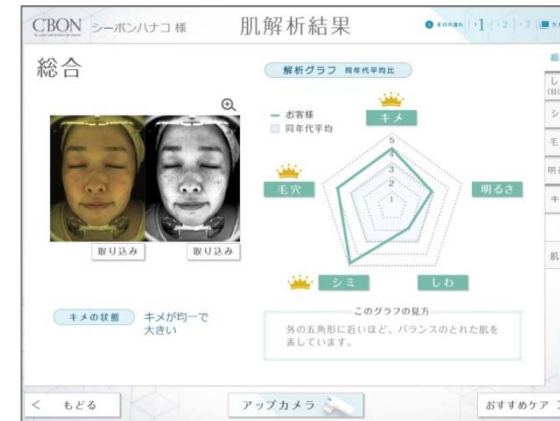 C'BON シーボンハナコ 様
肌解析結果
総合
解析グラフ 同年代平均比
お客様
同年代平均
キメ
毛穴
明るさ
シミ
しわ
5
4
3
2
1
取り込み
取り込み
キメの状態
キメが均一で
大きい
このグラフの見方
外の五角形に近いほど、バランスのとれた肌を
表しています。
< もどる
アップカメラ
おすすめケア